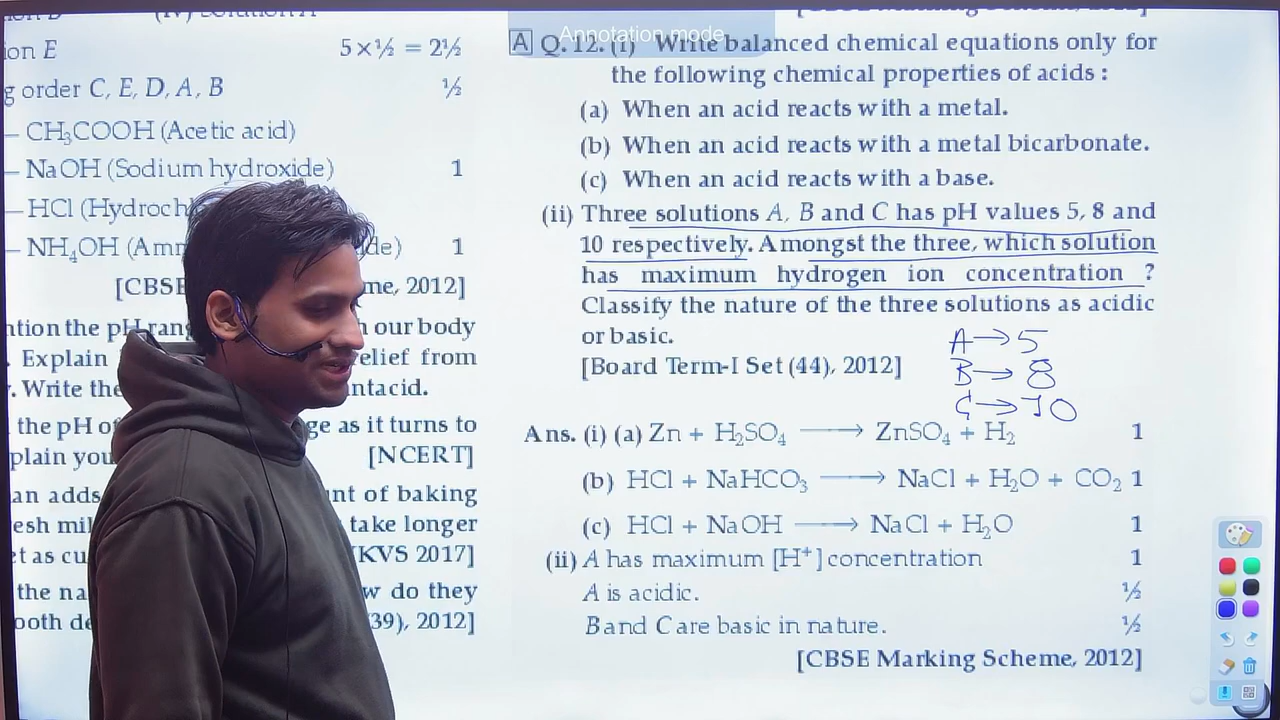 (iv) Solution A
ion E 5 × ½ = 2½
g order C, E, D, A, B ½
— CH₃COOH (Acetic acid)
— NaOH (Sodium hydroxide) 1
— HCl (Hydroch
— NH₄OH (Amm de) 1
[CBSE me, 2012]
ntion the pH rang n our body
. Explain elief from
. Write the ntacid.
the pH of ge as it turns to
plain you [NCERT]
an adds nt of baking
esh mil take longer
t as cu [KVS 2017]
the na w do they
ooth de 39), 2012]
[CBSE Marking Scheme, 2012]
Annotation mode
A Q. 12. (i) Write balanced chemical equations only for
the following chemical properties of acids :
(a) When an acid reacts with a metal.
(b) When an acid reacts with a metal bicarbonate.
(c) When an acid reacts with a base.
(ii) Three solutions A, B and C has pH values 5, 8 and
10 respectively. Amongst the three, which solution
has maximum hydrogen ion concentration ?
Classify the nature of the three solutions as acidic
or basic.
[Board Term-I Set (44), 2012]
A → 5
B → 8
C → 10
Ans. (i) (a) Zn + H₂SO₄ ⟶ ZnSO₄ + H₂ 1
(b) HCl + NaHCO₃ ⟶ NaCl + H₂O + CO₂ 1
(c) HCl + NaOH ⟶ NaCl + H₂O 1
(ii) A has maximum [H⁺] concentration 1
A is acidic. ½
B and C are basic in nature. ½
[CBSE Marking Scheme, 2012]